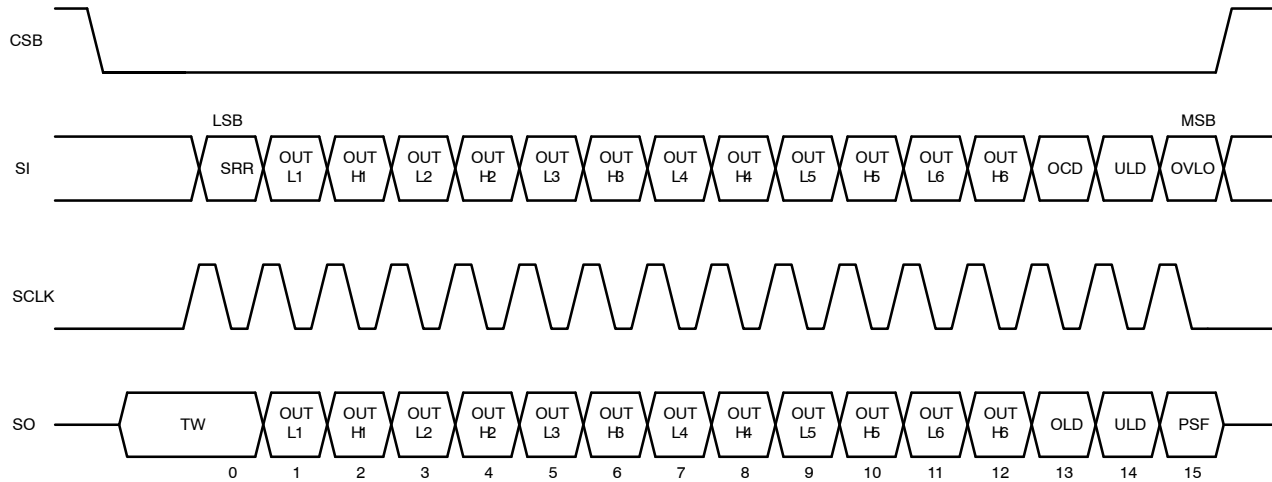 CSB
LSB
MSB
SI
SRR
OUT
L1
OUT
H1
OUT
L2
OUT
H2
OUT
L3
OUT
H3
OUT
L4
OUT
H4
OUT
L5
OUT
H5
OUT
L6
OUT
H6
OCD
ULD
OVLO
SCLK
SO
TW
OUT
L1
OUT
H1
OUT
L2
OUT
H2
OUT
L3
OUT
H3
OUT
L4
OUT
H4
OUT
L5
OUT
H5
OUT
L6
OUT
H6
OLD
ULD
PSF
0 1 2 3 4 5 6 7 8 9 10 11 12 13 14 15